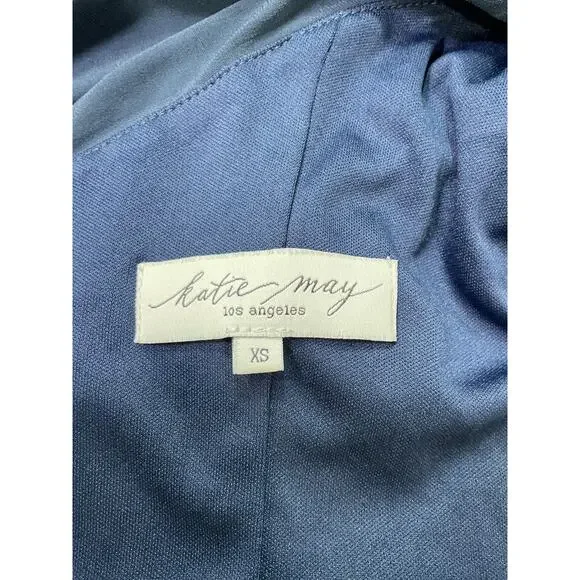 katie may
los angeles
XS